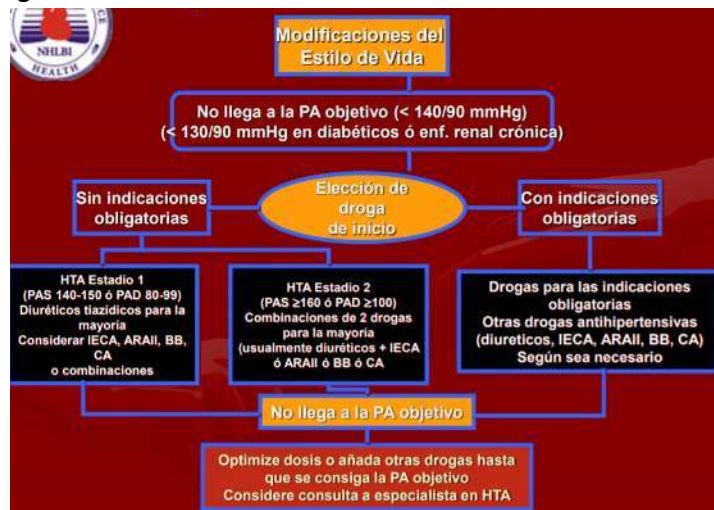 NHLBI
HEALTH
Modificaciones del
Estilo de Vida
No llega a la PA objetivo (< 140/90 mmHg)
(< 130/90 mmHg en diabéticos ó enf. renal crónica)
Elección de
droga
de inicio
Sin indicaciones
obligatorias
Con indicaciones
obligatorias
HTA Estadio 1
(PAS 140-150 ó PAD 80-99)
Diuréticos tiazídicos para la
mayoría
Considerar IECA, ARAII, BB,
CA
o combinaciones
HTA Estadio 2
(PAS ≥160 ó PAD ≥100)
Combinaciones de 2 drogas
para la mayoría
(usualmente diuréticos + IECA
ó ARAII ó BB ó CA
Drogas para las indicaciones
obligatorias
Otras drogas antihipertensivas
(diureticos, IECA, ARAII, BB, CA)
Según sea necesario
No llega a la PA objetivo
Optimize dosis o añada otras drogas hasta
que se consiga la PA objetivo
Considere consulta a especialista en HTA